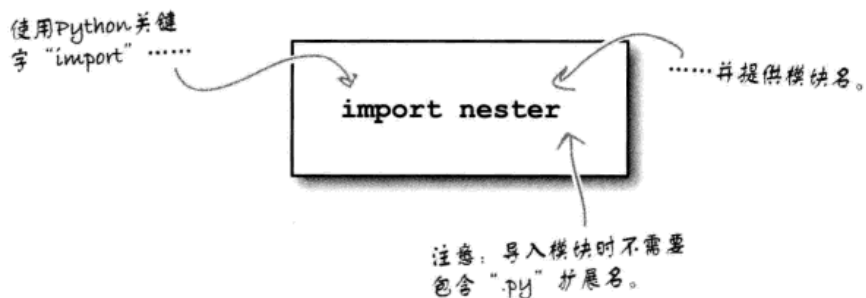 使用Python关键
字“import”……
import nester
……并提供模块名。
注意：导入模块时不需要
包含“.py”扩展名。